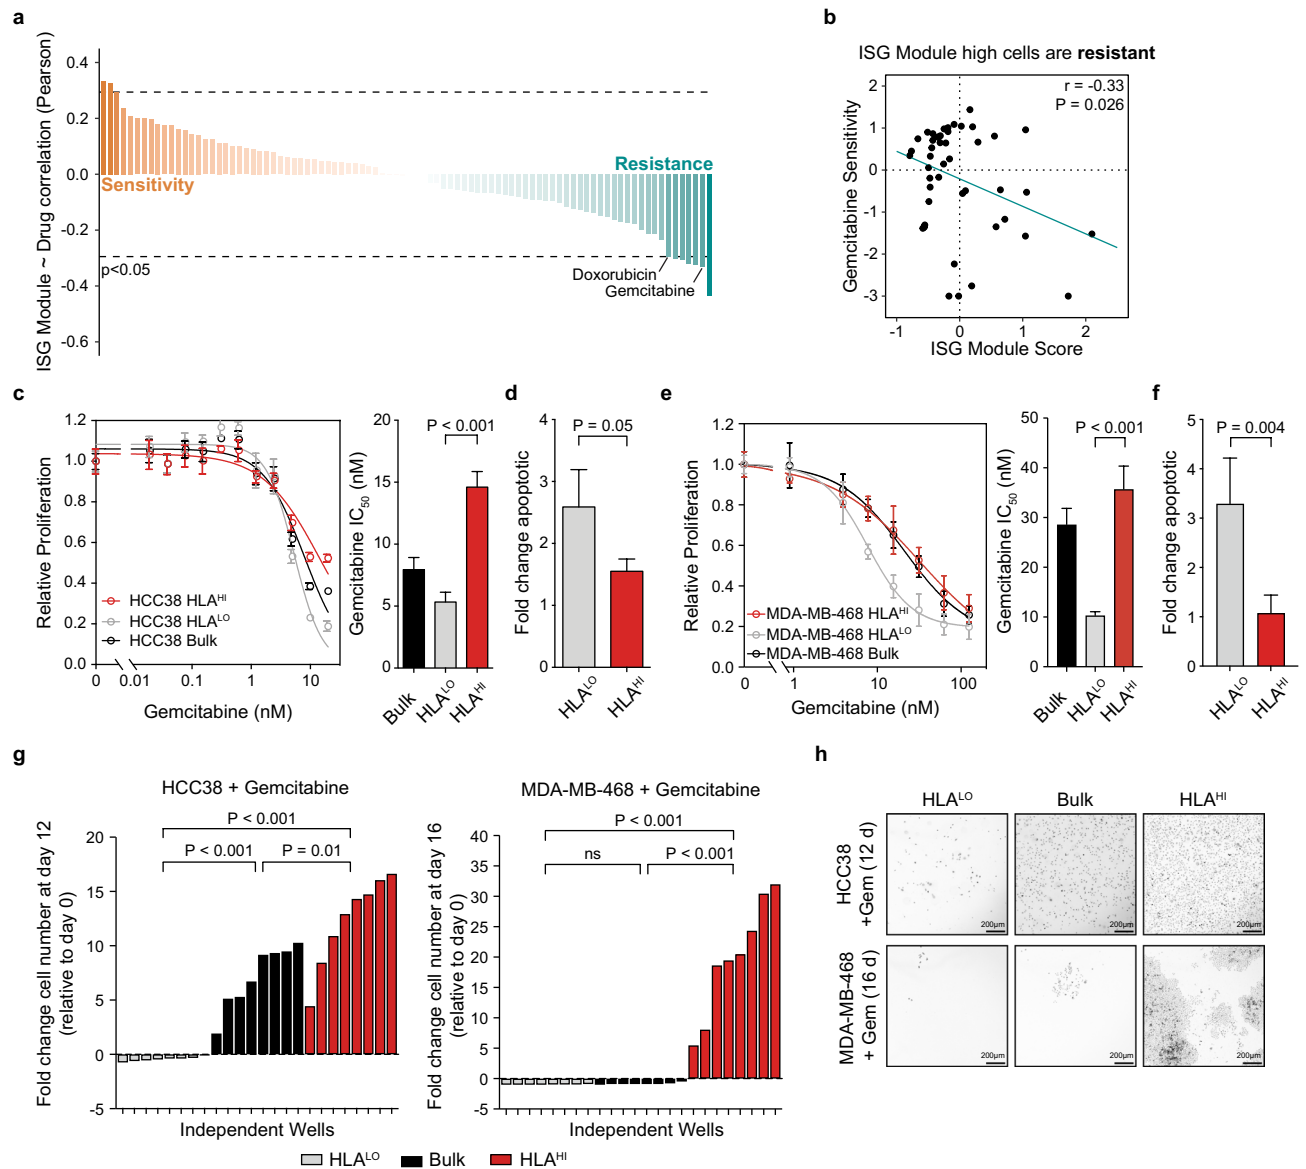 a
ISG Module ~ Drug correlation (Pearson)
0.4
0.2
0.0
-0.2
-0.4
-0.6
Sensitivity
Resistance
p<0.05
Doxorubicin
Gemcitabine
b
ISG Module high cells are resistant
r = -0.33
P = 0.026
Gemcitabine Sensitivity
2
1
0
-1
-2
-3
-1 0 1 2
ISG Module Score
c
Relative Proliferation
1.2
1.0
0.8
0.6
0.4
0.2
0.0
HCC38 HLAHI
HCC38 HLALO
HCC38 Bulk
0 0.01 0.1 1 10
Gemcitabine (nM)
Gemcitabine IC50 (nM)
20
15
10
5
0
P < 0.001
Bulk HLALO HLAHI
d
Fold change apoptotic
4
3
2
1
0
P = 0.05
HLALO HLAHI
e
Relative Proliferation
1.2
1.0
0.8
0.6
0.4
0.2
0.0
MDA-MB-468 HLAHI
MDA-MB-468 HLALO
MDA-MB-468 Bulk
0 1 10 100
Gemcitabine (nM)
Gemcitabine IC50 (nM)
50
40
30
20
10
0
P < 0.001
Bulk HLALO HLAHI
f
Fold change apoptotic
5
4
3
2
1
0
P = 0.004
HLALO HLAHI
g
HCC38 + Gemcitabine
Fold change cell number at day 12
(relative to day 0)
20
15
10
5
0
-5
P < 0.001
P < 0.001 P = 0.01
Independent Wells
MDA-MB-468 + Gemcitabine
Fold change cell number at day 16
(relative to day 0)
40
35
30
25
20
15
10
5
0
-5
P < 0.001
ns P < 0.001
Independent Wells
HLALO Bulk HLAHI
h
HLALO Bulk HLAHI
HCC38
+Gem (12 d)
200µm 200µm 200µm
MDA-MB-468
+ Gem (16 d)
200µm 200µm 200µm